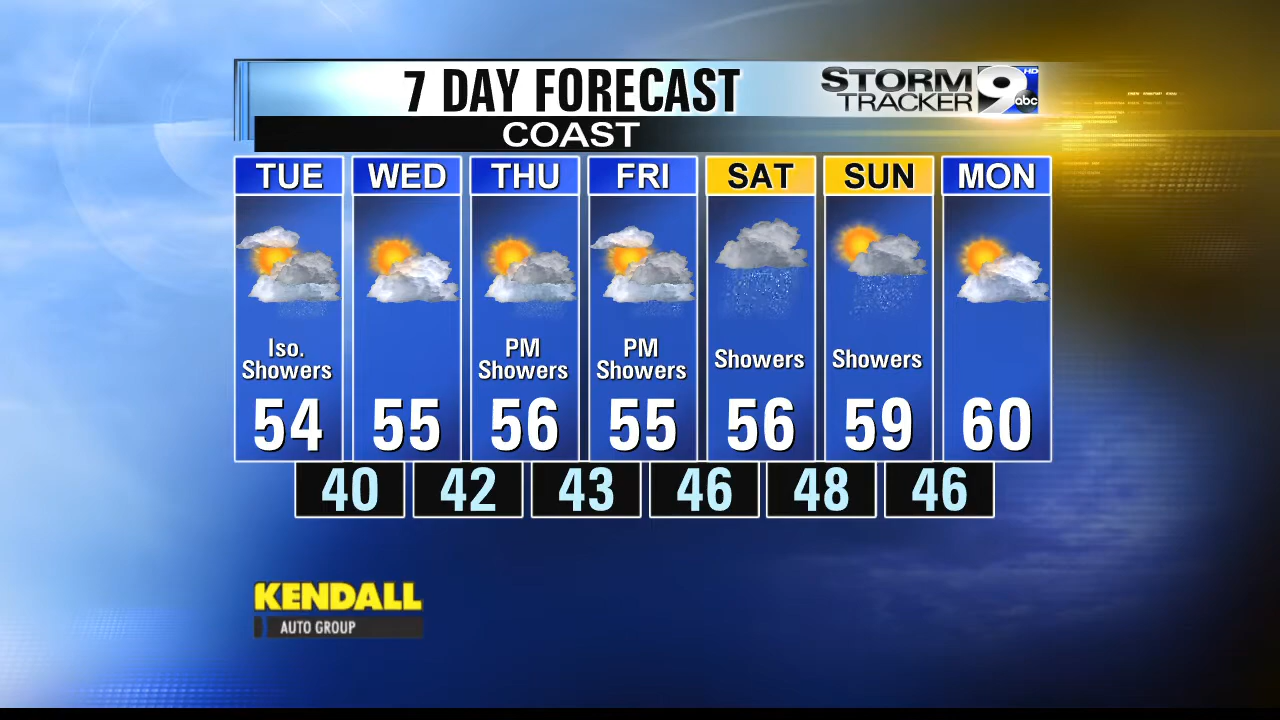 7 DAY FORECAST
STORM
TRACKER
9
HD
abc
COAST
TUE WED THU FRI SAT SUN MON
Iso.
Showers
PM
Showers
PM
Showers
Showers
Showers
54 55 56 55 56 59 60
40 42 43 46 48 46
KENDALL
AUTO GROUP